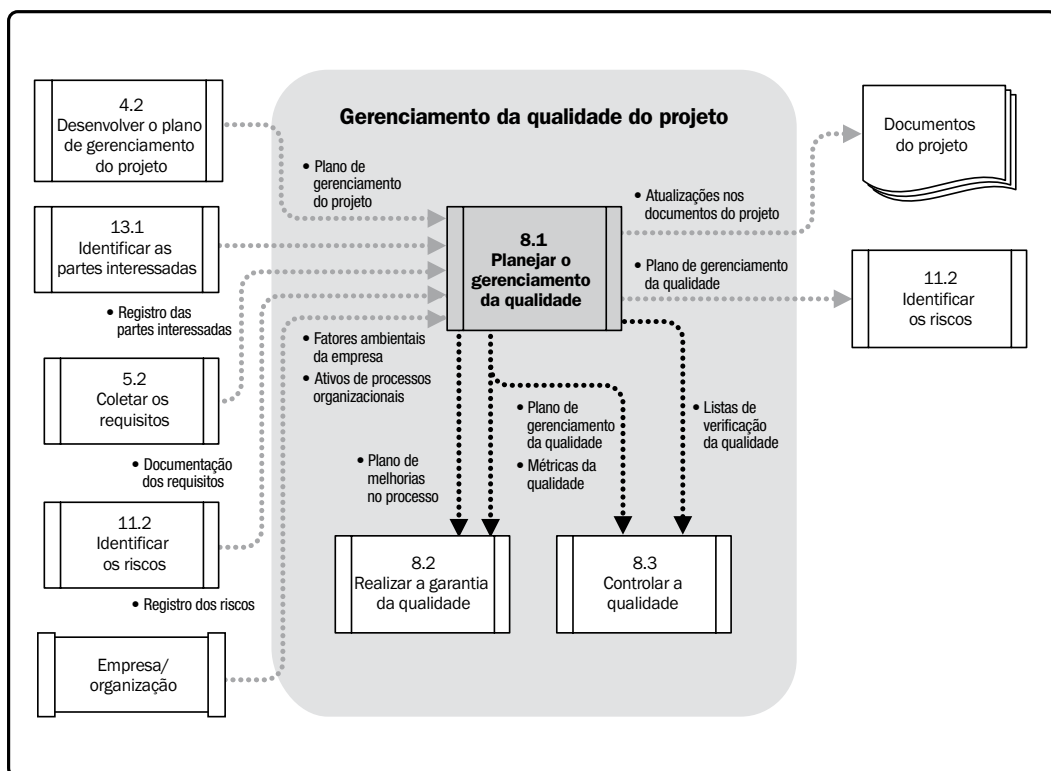 Gerenciamento da qualidade do projeto
4.2
Desenvolver o plano
de gerenciamento
do projeto
• Plano de
gerenciamento
do projeto
13.1
Identificar as
partes interessadas
• Registro das
partes interessadas
5.2
Coletar os
requisitos
• Documentação
dos requisitos
11.2
Identificar
os riscos
• Registro dos riscos
Empresa/
organização
• Fatores ambientais
da empresa
• Ativos de processos
organizacionais
8.1
Planejar o
gerenciamento
da qualidade
• Atualizações nos
documentos do projeto
Documentos
do projeto
• Plano de gerenciamento
da qualidade
11.2
Identificar
os riscos
• Plano de
melhorias
no processo
• Plano de
gerenciamento
da qualidade
• Métricas da
qualidade
• Listas de
verificação
da qualidade
8.2
Realizar a garantia
da qualidade
8.3
Controlar a
qualidade